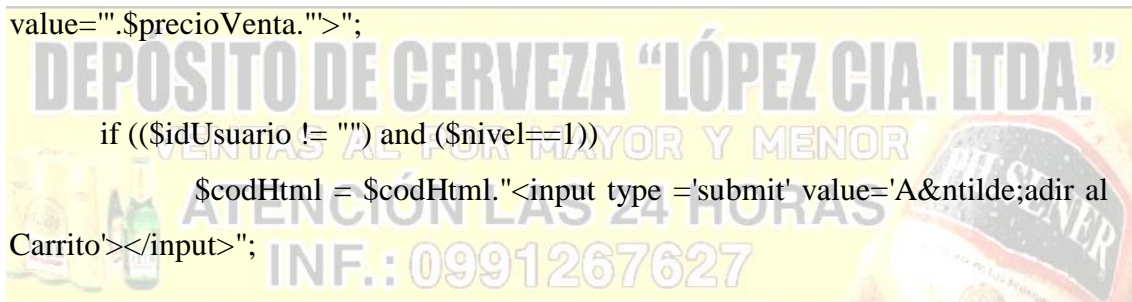 value='".$precioVenta."'>";
DEPÓSITO DE CERVEZA “LÓPEZ CIA. LTDA.”
if (($idUsuario != "") and ($nivel==1))
VENTAS AL POR MAYOR Y MENOR
$codHtml = $codHtml."<input type ='submit' value='A&ntilde;adir al
ATENCIÓN LAS 24 HORAS
Carrito'></input>";
INF.: 0991267627
PILSENER